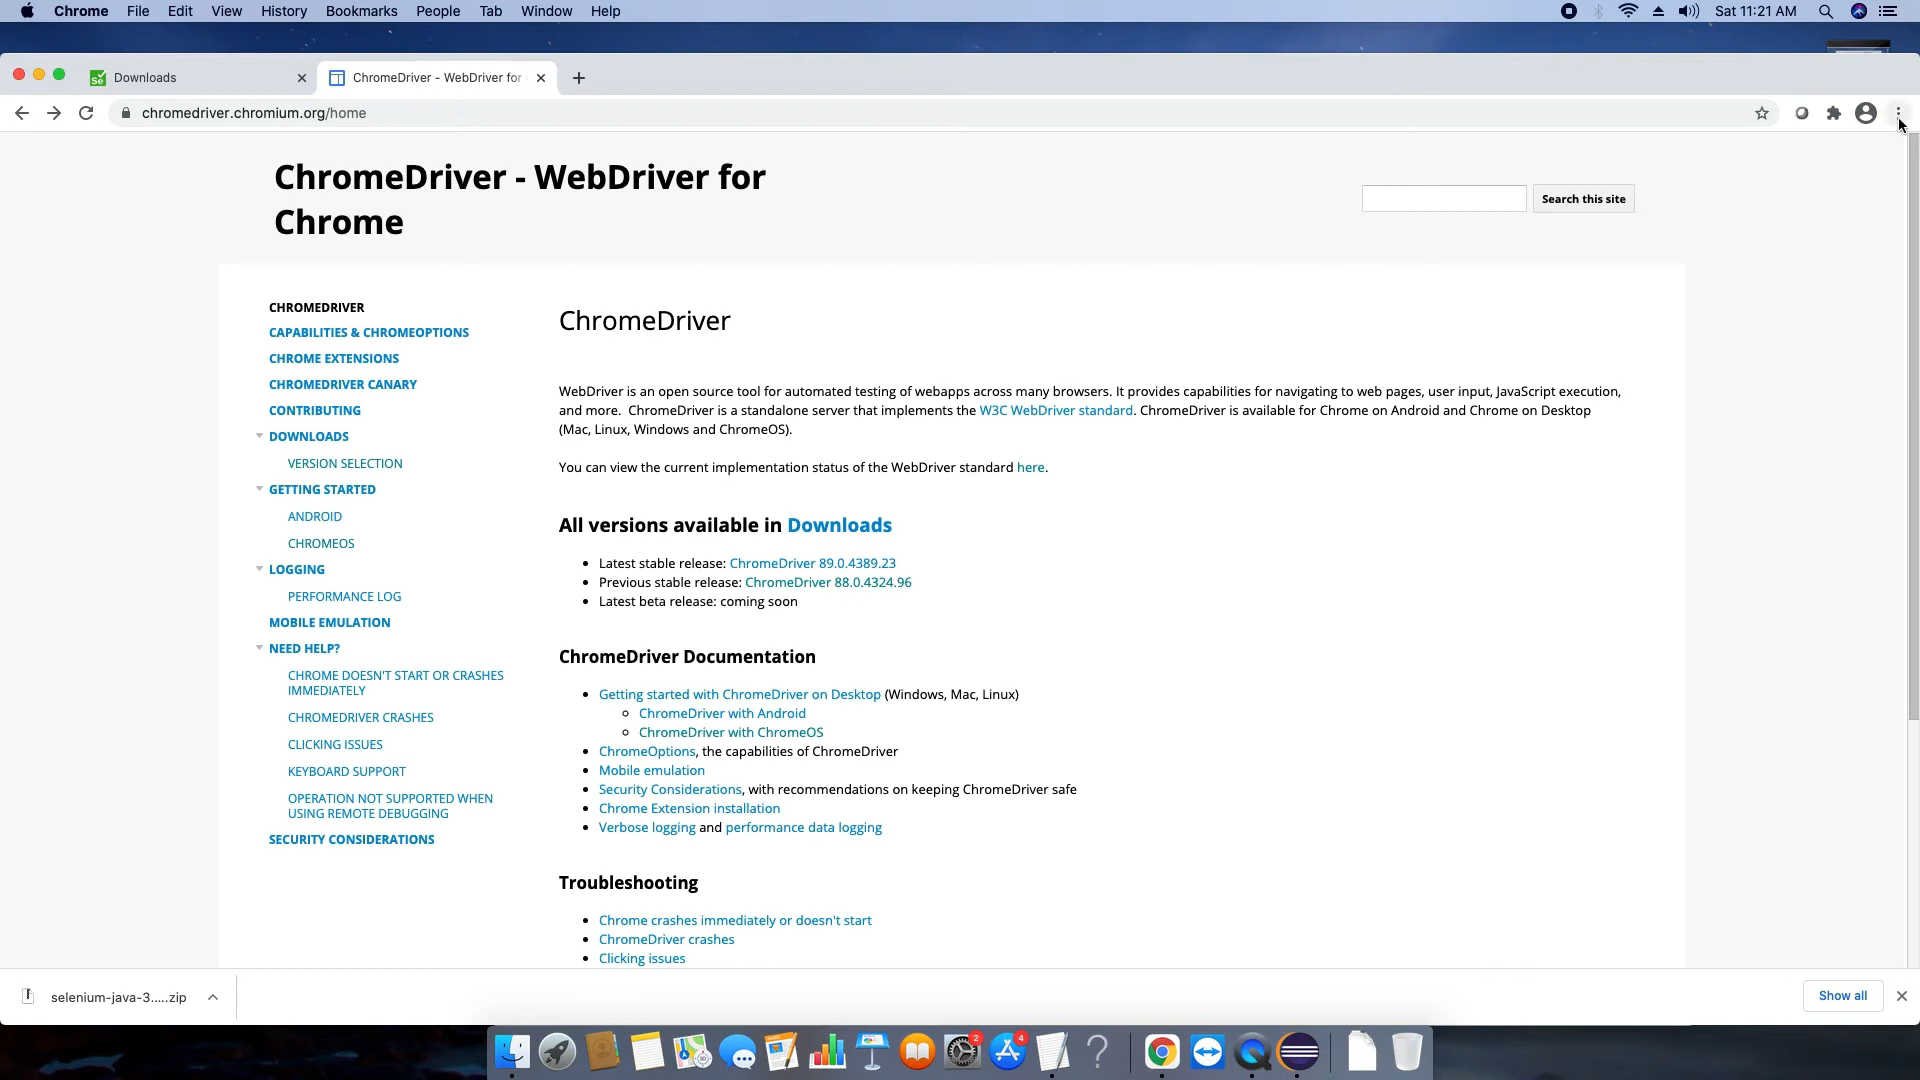 Chrome File Edit View History Bookmarks People Tab Window Help
Sat 11:21 AM
Se Downloads
ChromeDriver - WebDriver for
chromedriver.chromium.org/home
ChromeDriver - WebDriver for
Chrome
Search this site
CHROMEDRIVER
CAPABILITIES & CHROMEOPTIONS
CHROME EXTENSIONS
CHROMEDRIVER CANARY
CONTRIBUTING
DOWNLOADS
VERSION SELECTION
GETTING STARTED
ANDROID
CHROMEOS
LOGGING
PERFORMANCE LOG
MOBILE EMULATION
NEED HELP?
CHROME DOESN'T START OR CRASHES
IMMEDIATELY
CHROMEDRIVER CRASHES
CLICKING ISSUES
KEYBOARD SUPPORT
OPERATION NOT SUPPORTED WHEN
USING REMOTE DEBUGGING
SECURITY CONSIDERATIONS
ChromeDriver
WebDriver is an open source tool for automated testing of webapps across many browsers. It provides capabilities for navigating to web pages, user input, JavaScript execution,
and more. ChromeDriver is a standalone server that implements the W3C WebDriver standard. ChromeDriver is available for Chrome on Android and Chrome on Desktop
(Mac, Linux, Windows and ChromeOS).
You can view the current implementation status of the WebDriver standard here.
All versions available in Downloads
Latest stable release: ChromeDriver 89.0.4389.23
Previous stable release: ChromeDriver 88.0.4324.96
Latest beta release: coming soon
ChromeDriver Documentation
Getting started with ChromeDriver on Desktop (Windows, Mac, Linux)
ChromeDriver with Android
ChromeDriver with ChromeOS
ChromeOptions, the capabilities of ChromeDriver
Mobile emulation
Security Considerations, with recommendations on keeping ChromeDriver safe
Chrome Extension installation
Verbose logging and performance data logging
Troubleshooting
Chrome crashes immediately or doesn't start
ChromeDriver crashes
Clicking issues
selenium-java-3.....zip
Show all
2
4